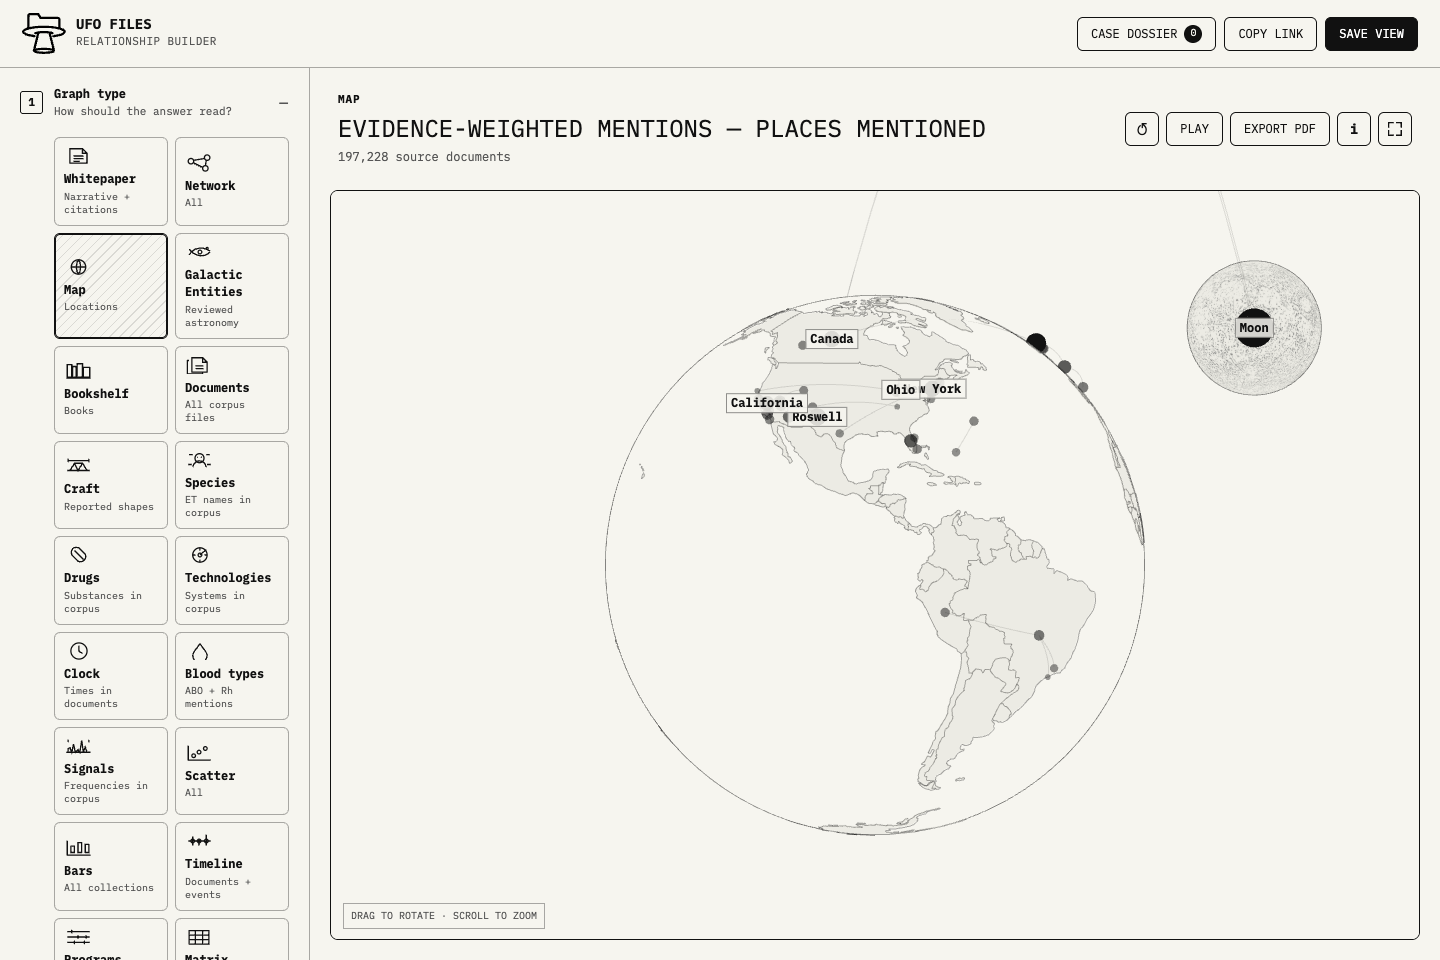 UFO FILES
RELATIONSHIP BUILDER
CASE DOSSIER 0
COPY LINK
SAVE VIEW
1
Graph type
How should the answer read?
Whitepaper
Narrative +
citations
Network
All
Map
Locations
Galactic
Entities
Reviewed
astronomy
Bookshelf
Books
Documents
All corpus
files
Craft
Reported shapes
Species
ET names in
corpus
Drugs
Substances in
corpus
Technologies
Systems in
corpus
Clock
Times in
documents
Blood types
ABO + Rh
mentions
Signals
Frequencies in
corpus
Scatter
All
Bars
All collections
Timeline
Documents +
events
Programs
Matrix
MAP
EVIDENCE-WEIGHTED MENTIONS — PLACES MENTIONED
197,228 source documents
PLAY
EXPORT PDF
i
Moon
Canada
Ohio
w York
California
Roswell
DRAG TO ROTATE · SCROLL TO ZOOM